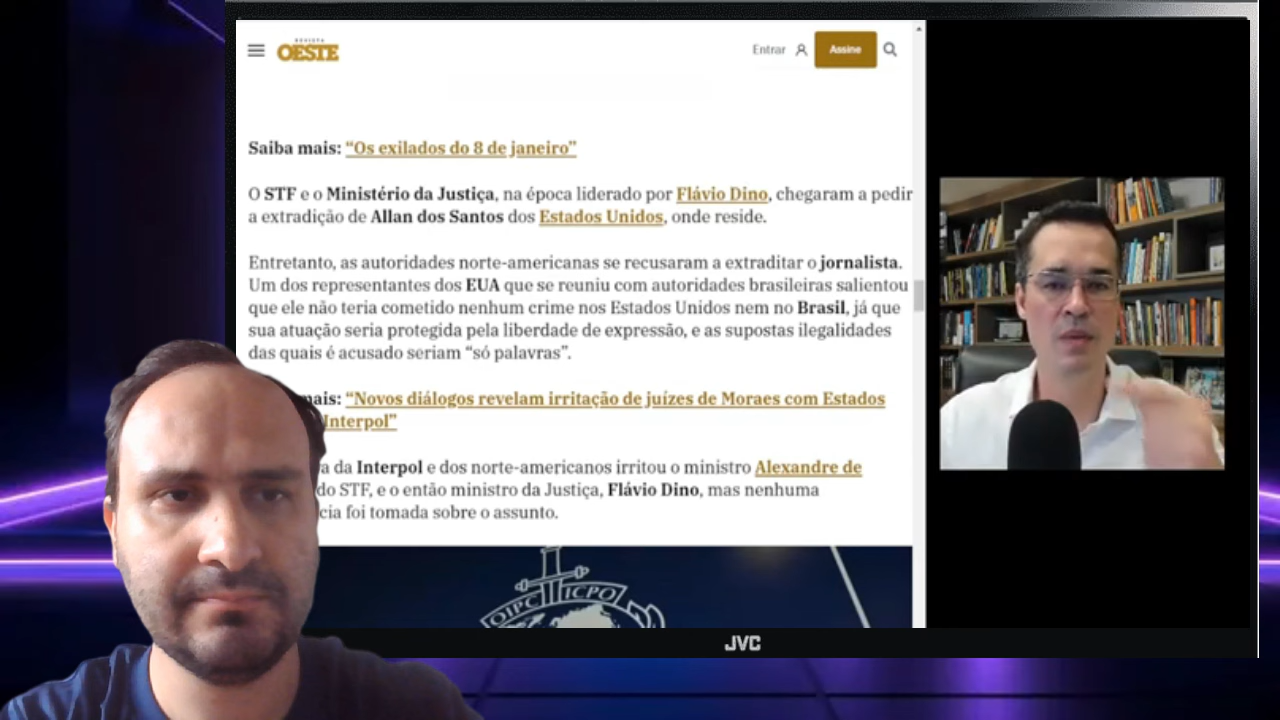 REVISTA
OESTE
Entrar
Assine
Saiba mais: “Os exilados do 8 de janeiro”
O STF e o Ministério da Justiça, na época liderado por Flávio Dino, chegaram a pedir
a extradição de Allan dos Santos dos Estados Unidos, onde reside.
Entretanto, as autoridades norte-americanas se recusaram a extraditar o jornalista.
Um dos representantes dos EUA que se reuniu com autoridades brasileiras salientou
que ele não teria cometido nenhum crime nos Estados Unidos nem no Brasil, já que
sua atuação seria protegida pela liberdade de expressão, e as supostas ilegalidades
das quais é acusado seriam “só palavras”.
mais: “Novos diálogos revelam irritação de juízes de Moraes com Estados
Interpol”
a da Interpol e dos norte-americanos irritou o ministro Alexandre de
do STF, e o então ministro da Justiça, Flávio Dino, mas nenhuma
cia foi tomada sobre o assunto.
OIPC ICPO
JVC